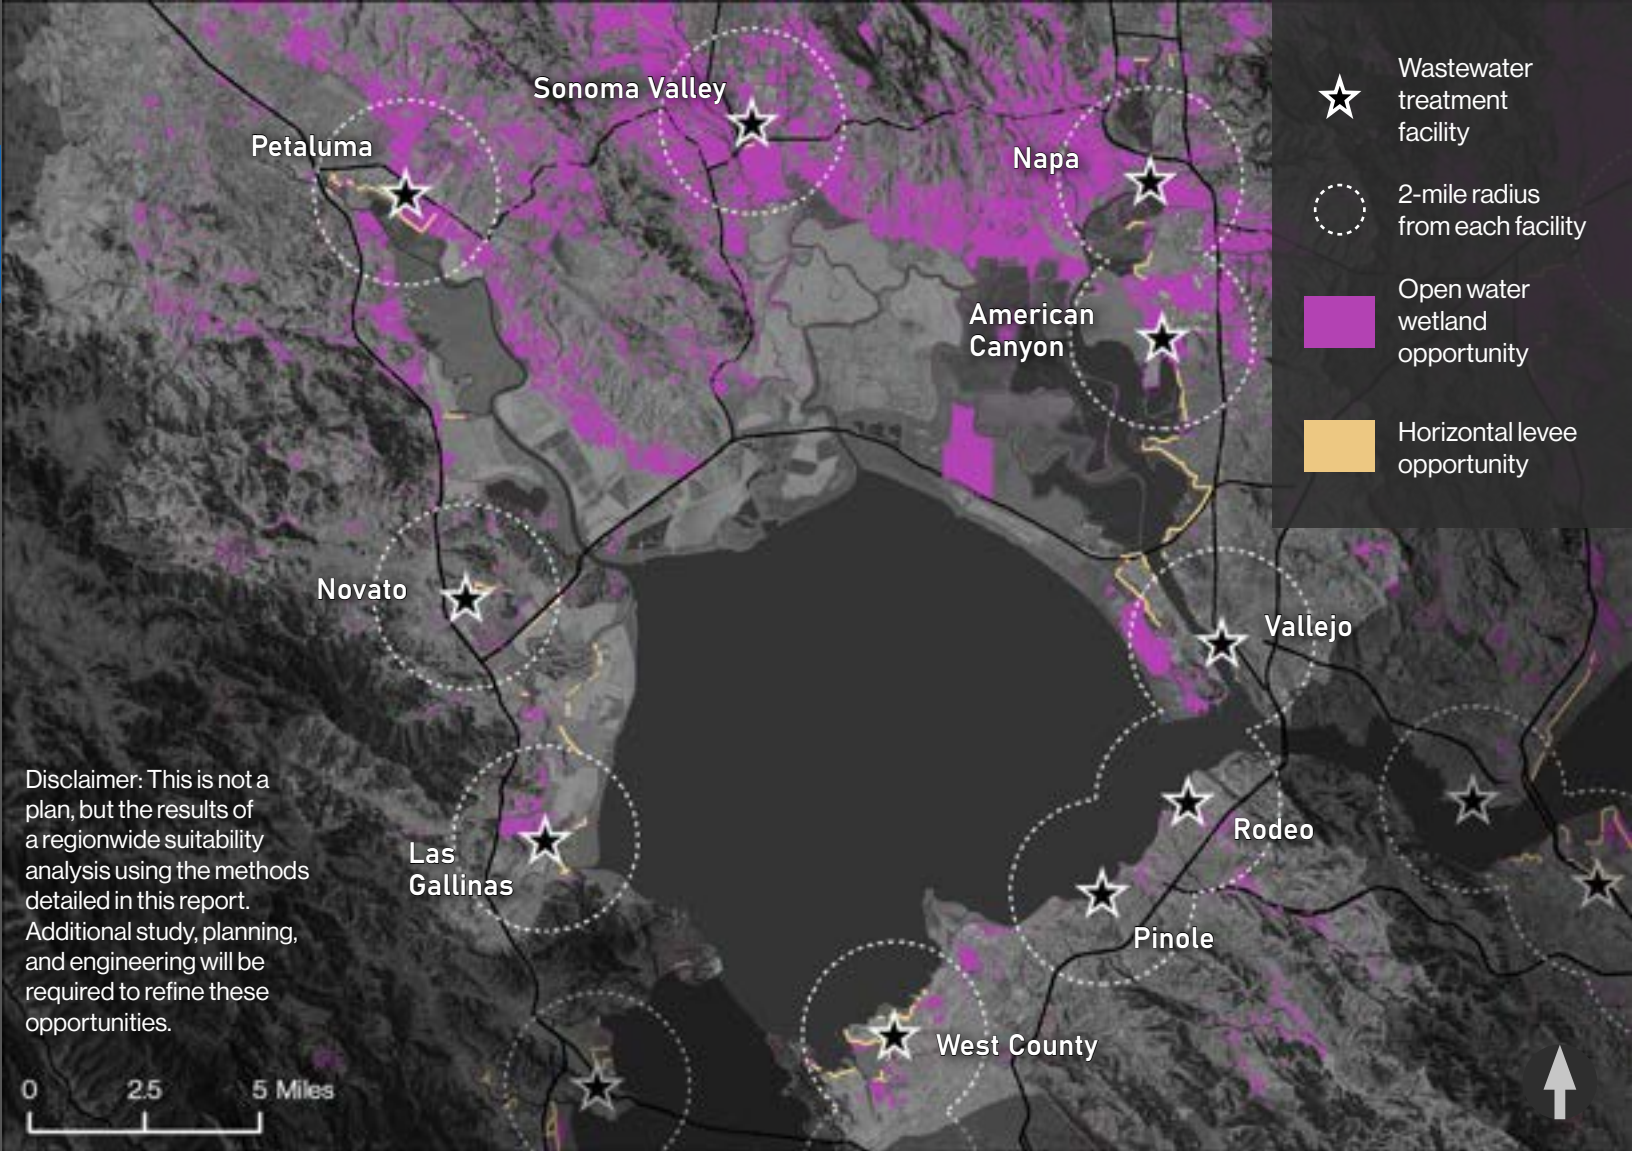 Sonoma Valley
Petaluma
Napa
American
Canyon
Novato
Vallejo
Las
Gallinas
Rodeo
Pinole
West County
Wastewater
treatment
facility
2-mile radius
from each facility
Open water
wetland
opportunity
Horizontal levee
opportunity
Disclaimer: This is not a
plan, but the results of
a regionwide suitability
analysis using the methods
detailed in this report.
Additional study, planning,
and engineering will be
required to refine these
opportunities.
0 2.5 5 Miles